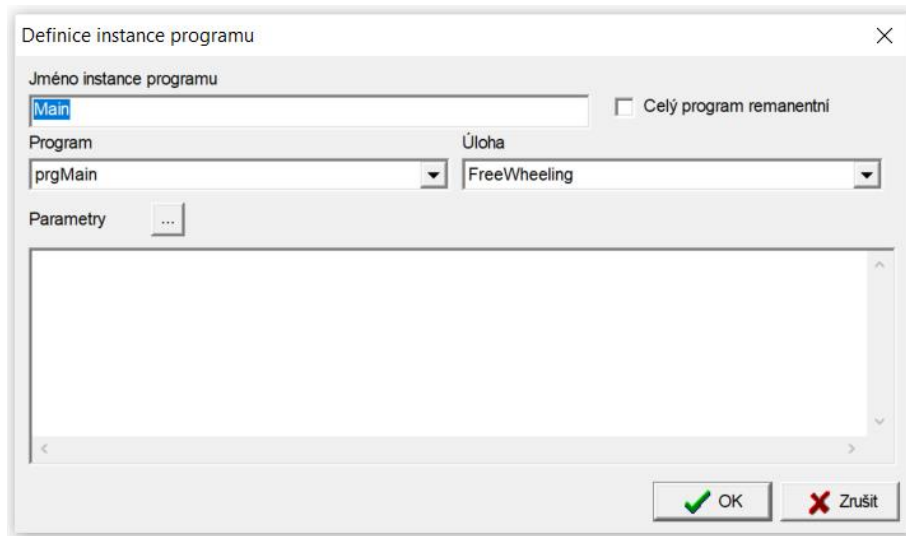 Definice instance programu
Jméno instance programu
Main
Celý program remanentní
Program
Úloha
prgMain
FreeWheeling
Parametry ...
OK
Zrušit